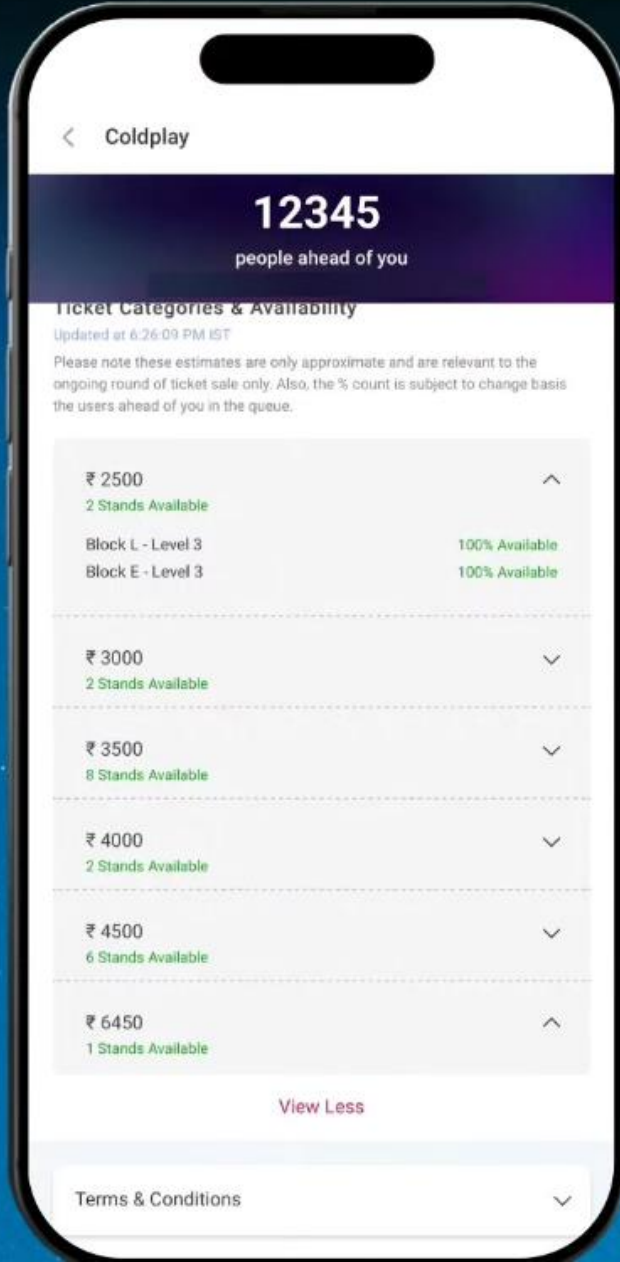 Coldplay
12345
people ahead of you
Ticket Categories & Availability
Updated at 6:26:09 PM IST
Please note these estimates are only approximate and are relevant to the
ongoing round of ticket sale only. Also, the % count is subject to change basis
the users ahead of you in the queue.
₹ 2500
2 Stands Available
Block L - Level 3 100% Available
Block E - Level 3 100% Available
₹ 3000
2 Stands Available
₹ 3500
8 Stands Available
₹ 4000
2 Stands Available
₹ 4500
6 Stands Available
₹ 6450
1 Stands Available
View Less
Terms & Conditions